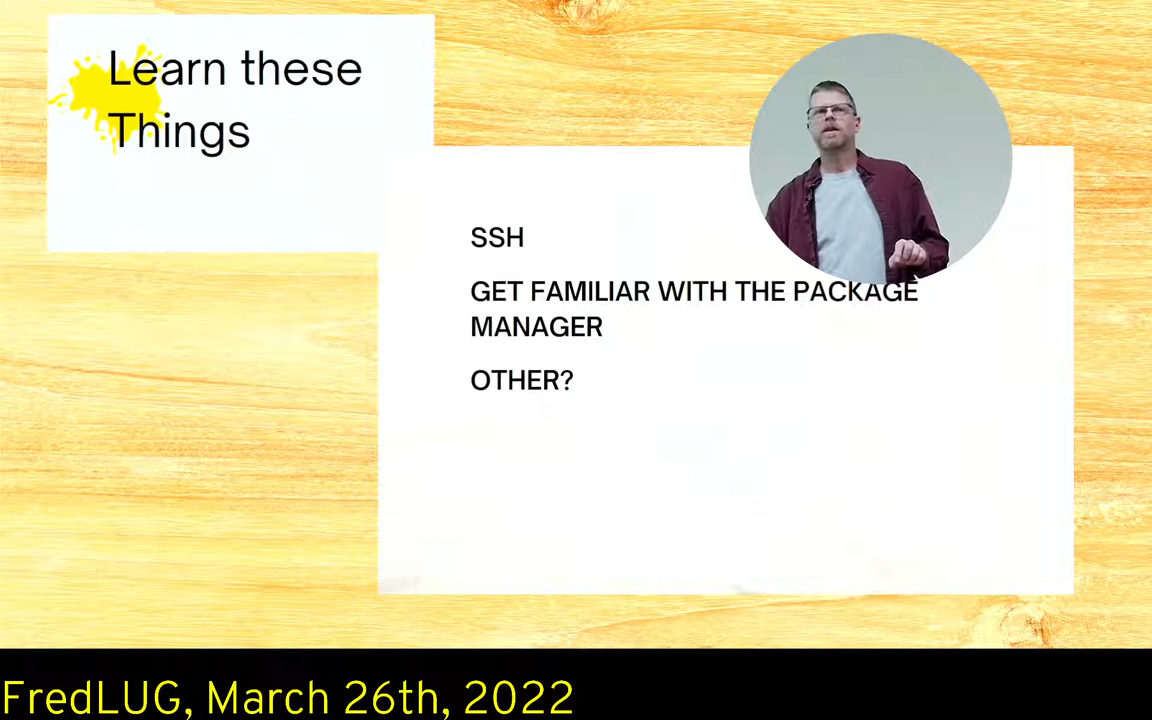 Learn these
Things
SSH
GET FAMILIAR WITH THE PACKAGE
MANAGER
OTHER?
FredLUG, March 26th, 2022